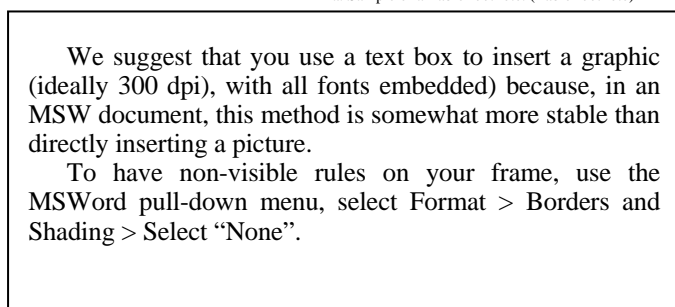 We suggest that you use a text box to insert a graphic
(ideally 300 dpi), with all fonts embedded) because, in an
MSW document, this method is somewhat more stable than
directly inserting a picture.
To have non-visible rules on your frame, use the
MSWord pull-down menu, select Format > Borders and
Shading > Select “None”.